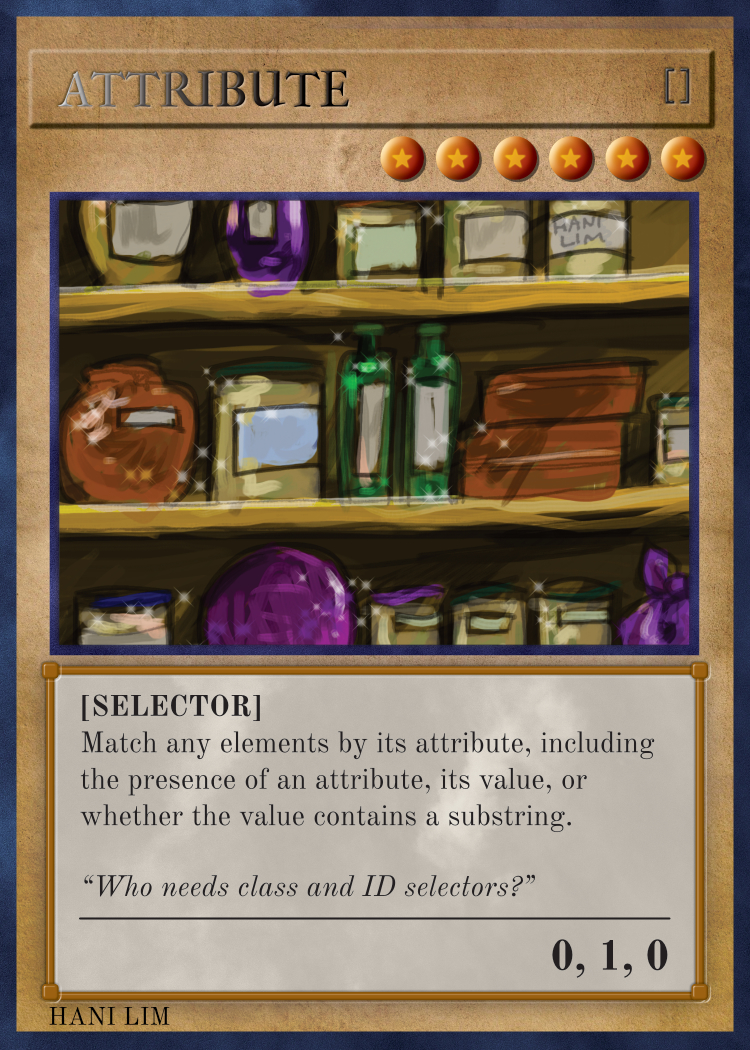 ATTRIBUTE []
HANI
LIM
[SELECTOR]
Match any elements by its attribute, including
the presence of an attribute, its value, or
whether the value contains a substring.
“Who needs class and ID selectors?”
0, 1, 0
HANI LIM